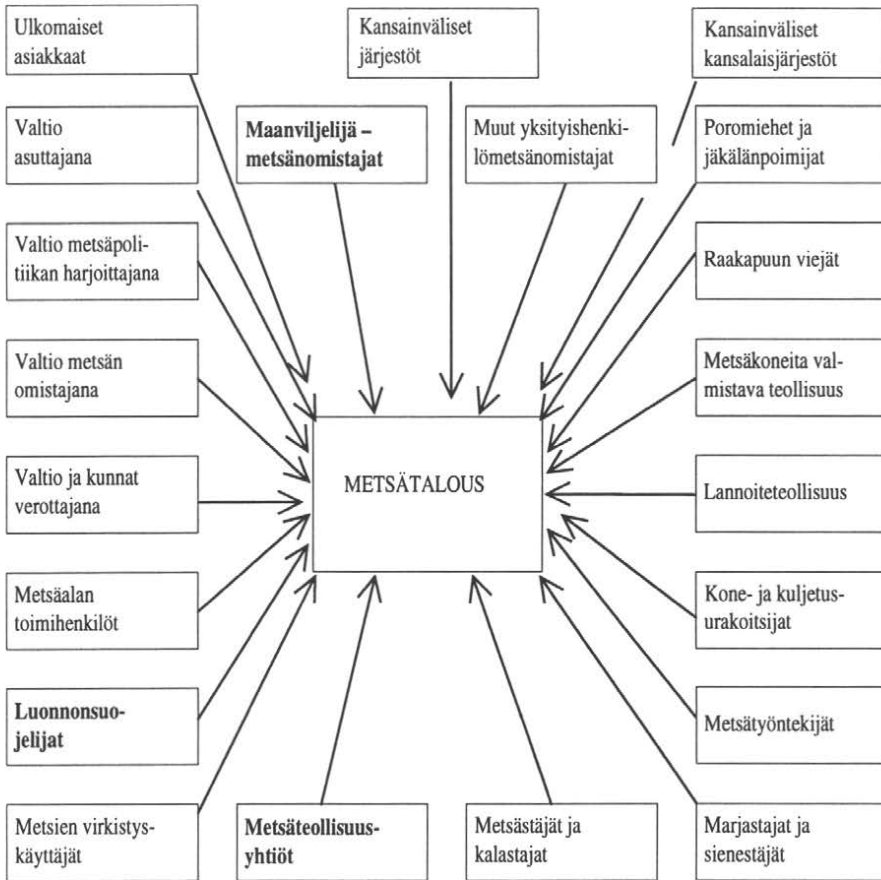 Ulkomaiset
asiakkaat
Kansainväliset
järjestöt
Kansainväliset
kansalaisjärjestöt
Valtio
asuttajana
Maanviljelijä –
metsänomistajat
Muut yksityishenki-
lömetsänomistajat
Poromiehet ja
jäkälänpoimijat
Valtio metsäpoli-
tiikan harjoittajana
Raakapuun viejät
Valtio metsän
omistajana
Metsäkoneita val-
mistava teollisuus
METSÄTALOUS
Valtio ja kunnat
verottajana
Lannoiteteollisuus
Metsäalan
toimihenkilöt
Kone- ja kuljetus-
urakoitsijat
Luonnonsuo-
jelijat
Metsätyöntekijät
Metsien virkistys-
käyttäjät
Metsäteollisuus-
yhtiöt
Metsästäjät ja
kalastajat
Marjastajat ja
sienestäjät